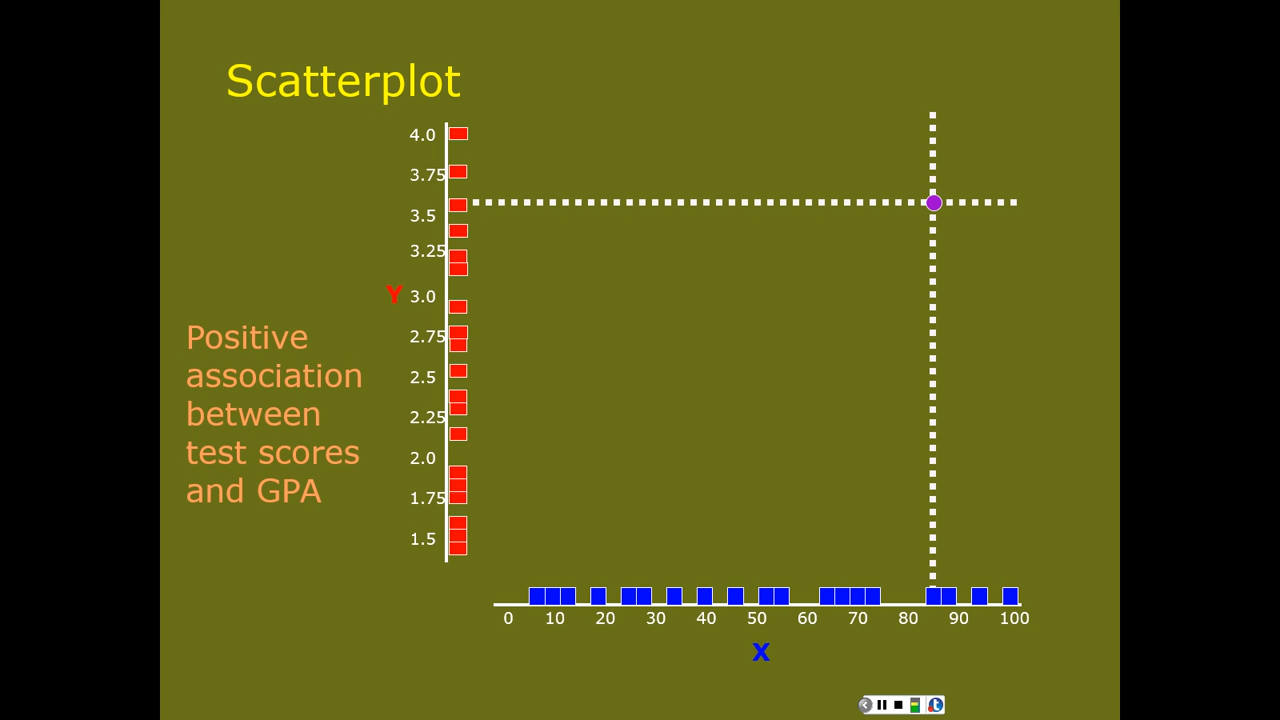 Scatterplot
4.0
3.75
3.5
3.25
Y 3.0
2.75
2.5
2.25
2.0
1.75
1.5
Positive
association
between
test scores
and GPA
0 10 20 30 40 50 60 70 80 90 100
X